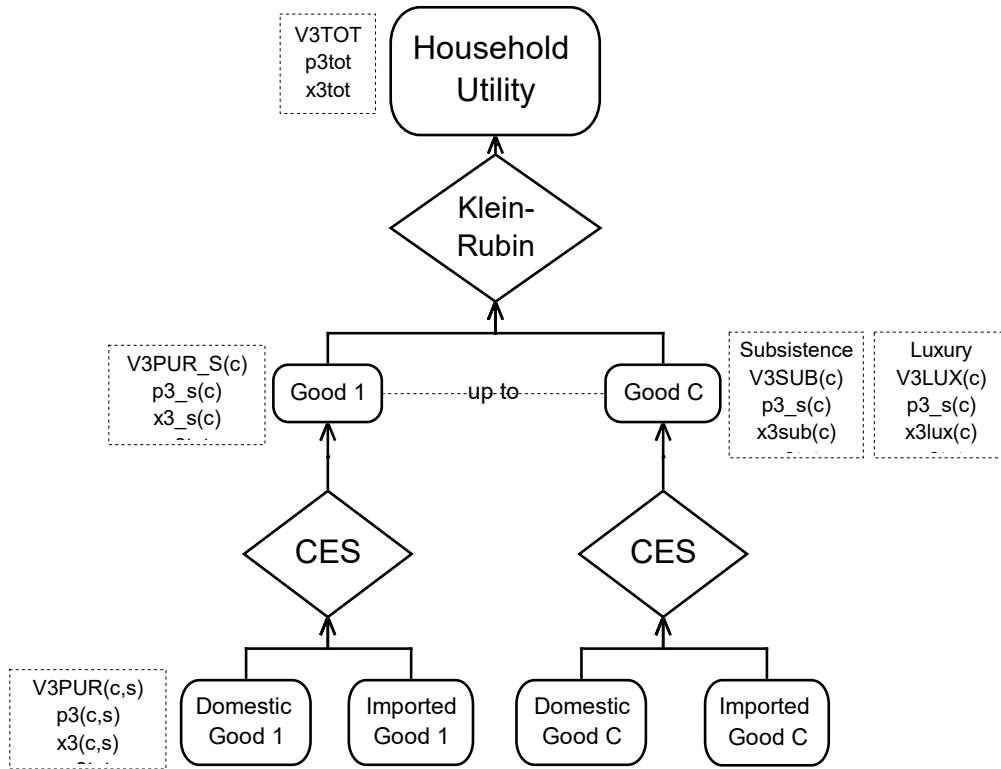 V3TOT
p3tot
x3tot
Household
Utility
Klein-
Rubin
V3PUR_S(c)
p3_s(c)
x3_s(c)
Good 1
up to
Good C
Subsistence
V3SUB(c)
p3_s(c)
x3sub(c)
Luxury
V3LUX(c)
p3_s(c)
x3lux(c)
CES
CES
V3PUR(c,s)
p3(c,s)
x3(c,s)
Domestic
Good 1
Imported
Good 1
Domestic
Good C
Imported
Good C